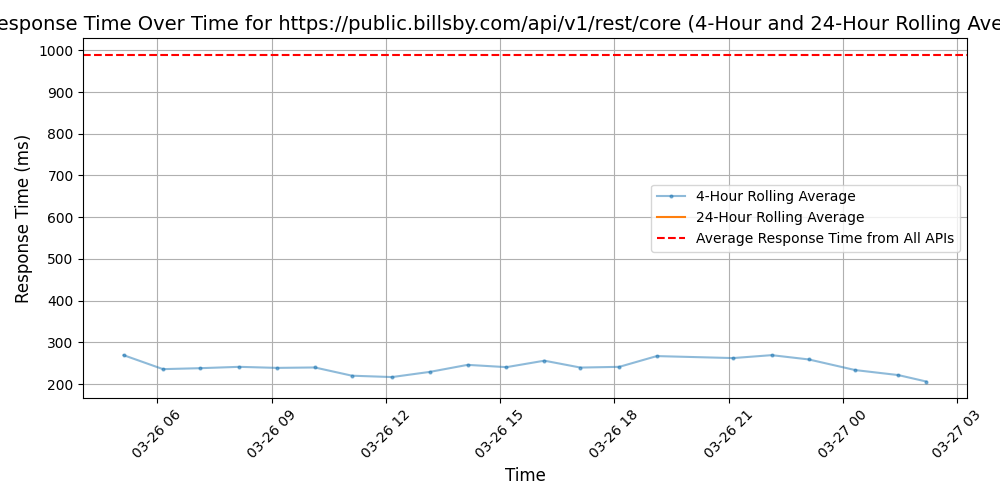 esponse Time Over Time for https://public.billsby.com/api/v1/rest/core (4-Hour and 24-Hour Rolling Ave
1000
900
800
700
600
500
400
300
200
Response Time (ms)
4-Hour Rolling Average
24-Hour Rolling Average
Average Response Time from All APIs
03-26 06
03-26 09
03-26 12
03-26 15
03-26 18
03-26 21
03-27 00
03-27 03
Time